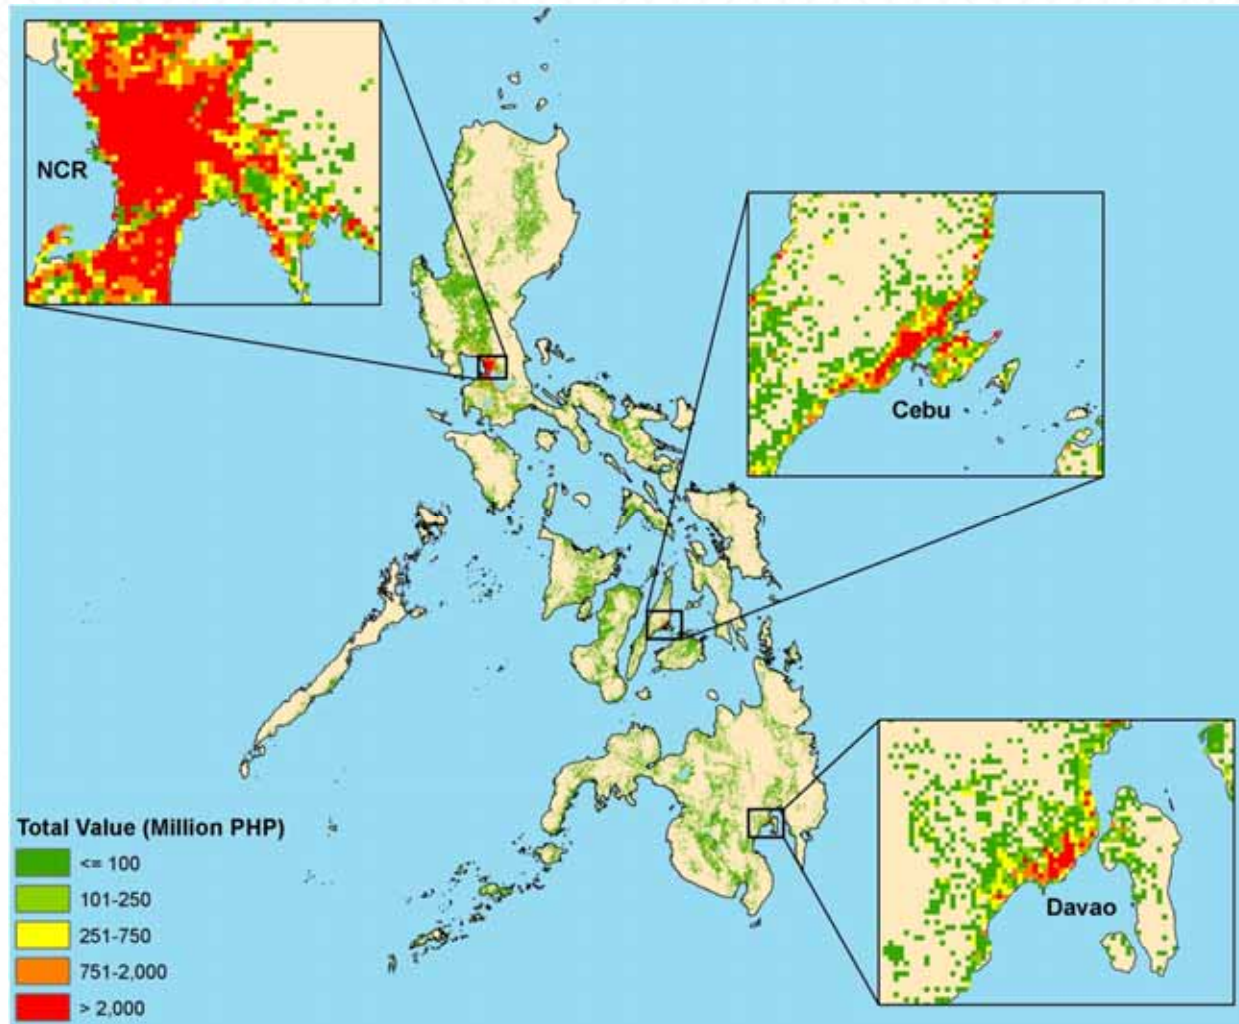 NCR
Cebu
Davao
Total Value (Million PHP)
<= 100
101-250
251-750
751-2,000
> 2,000